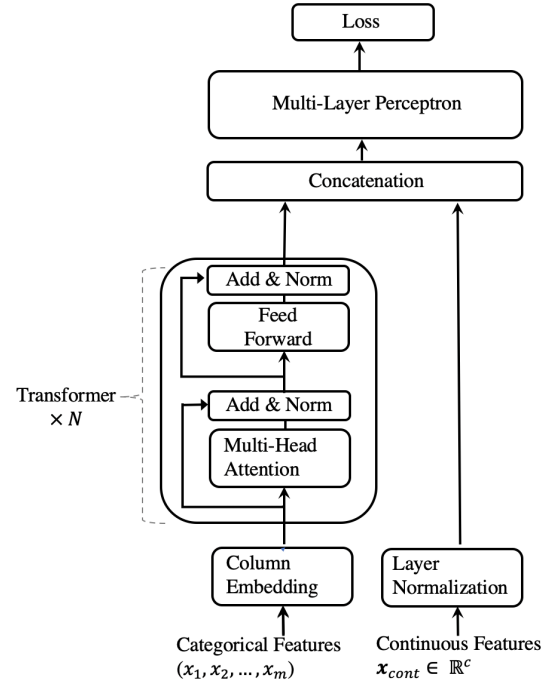 Loss
Multi-Layer Perceptron
Concatenation
Add & Norm
Feed
Forward
Transformer
× N
Add & Norm
Multi-Head
Attention
Column
Embedding
Layer
Normalization
Categorical Features
(x₁, x₂, ..., xₘ)
Continuous Features
x_cont ∈ ℝᶜ